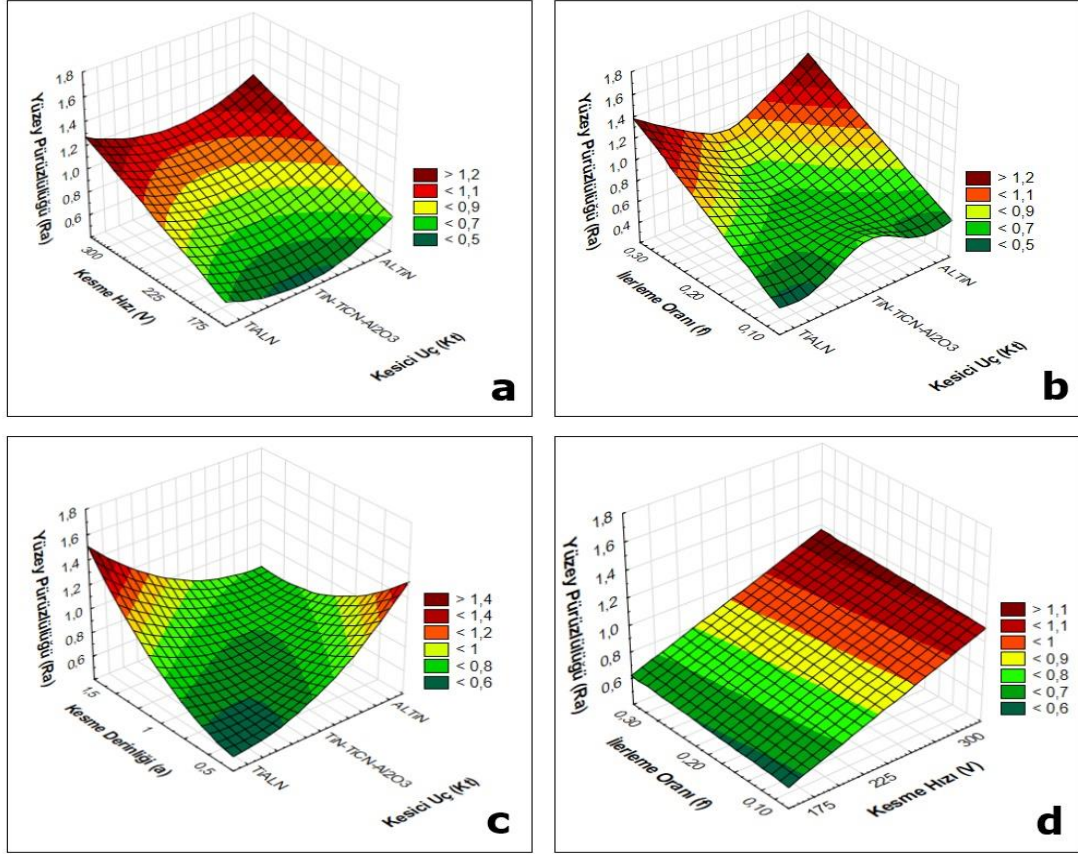 1,8
1,6
1,4
1,2
1,0
0,8
0,6
Yüzey Pürüzlülüğü (Ra)
300
225
175
Kesme Hızı (V)
TiALN
TiN-TiCN-Al2O3
ALTiN
Kesici Uç (Kt)
> 1,2
< 1,1
< 0,9
< 0,7
< 0,5
a
1,8
1,6
1,4
1,2
1,0
0,8
0,6
0,4
Yüzey Pürüzlülüğü (Ra)
0,30
0,20
0,10
İlerleme Oranı (f)
TiALN
TiN-TiCN-Al2O3
ALTiN
Kesici Uç (Kt)
> 1,2
< 1,1
< 0,9
< 0,7
< 0,5
b
1,8
1,6
1,4
1,2
1,0
0,8
0,6
Yüzey Pürüzlülüğü (Ra)
1,5
1
0,5
Kesme Derinliği (a)
TiALN
TiN-TiCN-Al2O3
ALTiN
Kesici Uç (Kt)
> 1,4
< 1,4
< 1,2
< 1
< 0,8
< 0,6
c
1,8
1,6
1,4
1,2
1,0
0,8
0,6
Yüzey Pürüzlülüğü (Ra)
0,30
0,20
0,10
İlerleme Oranı (f)
175
225
300
Kesme Hızı (V)
> 1,1
< 1,1
< 1
< 0,9
< 0,8
< 0,7
< 0,6
d